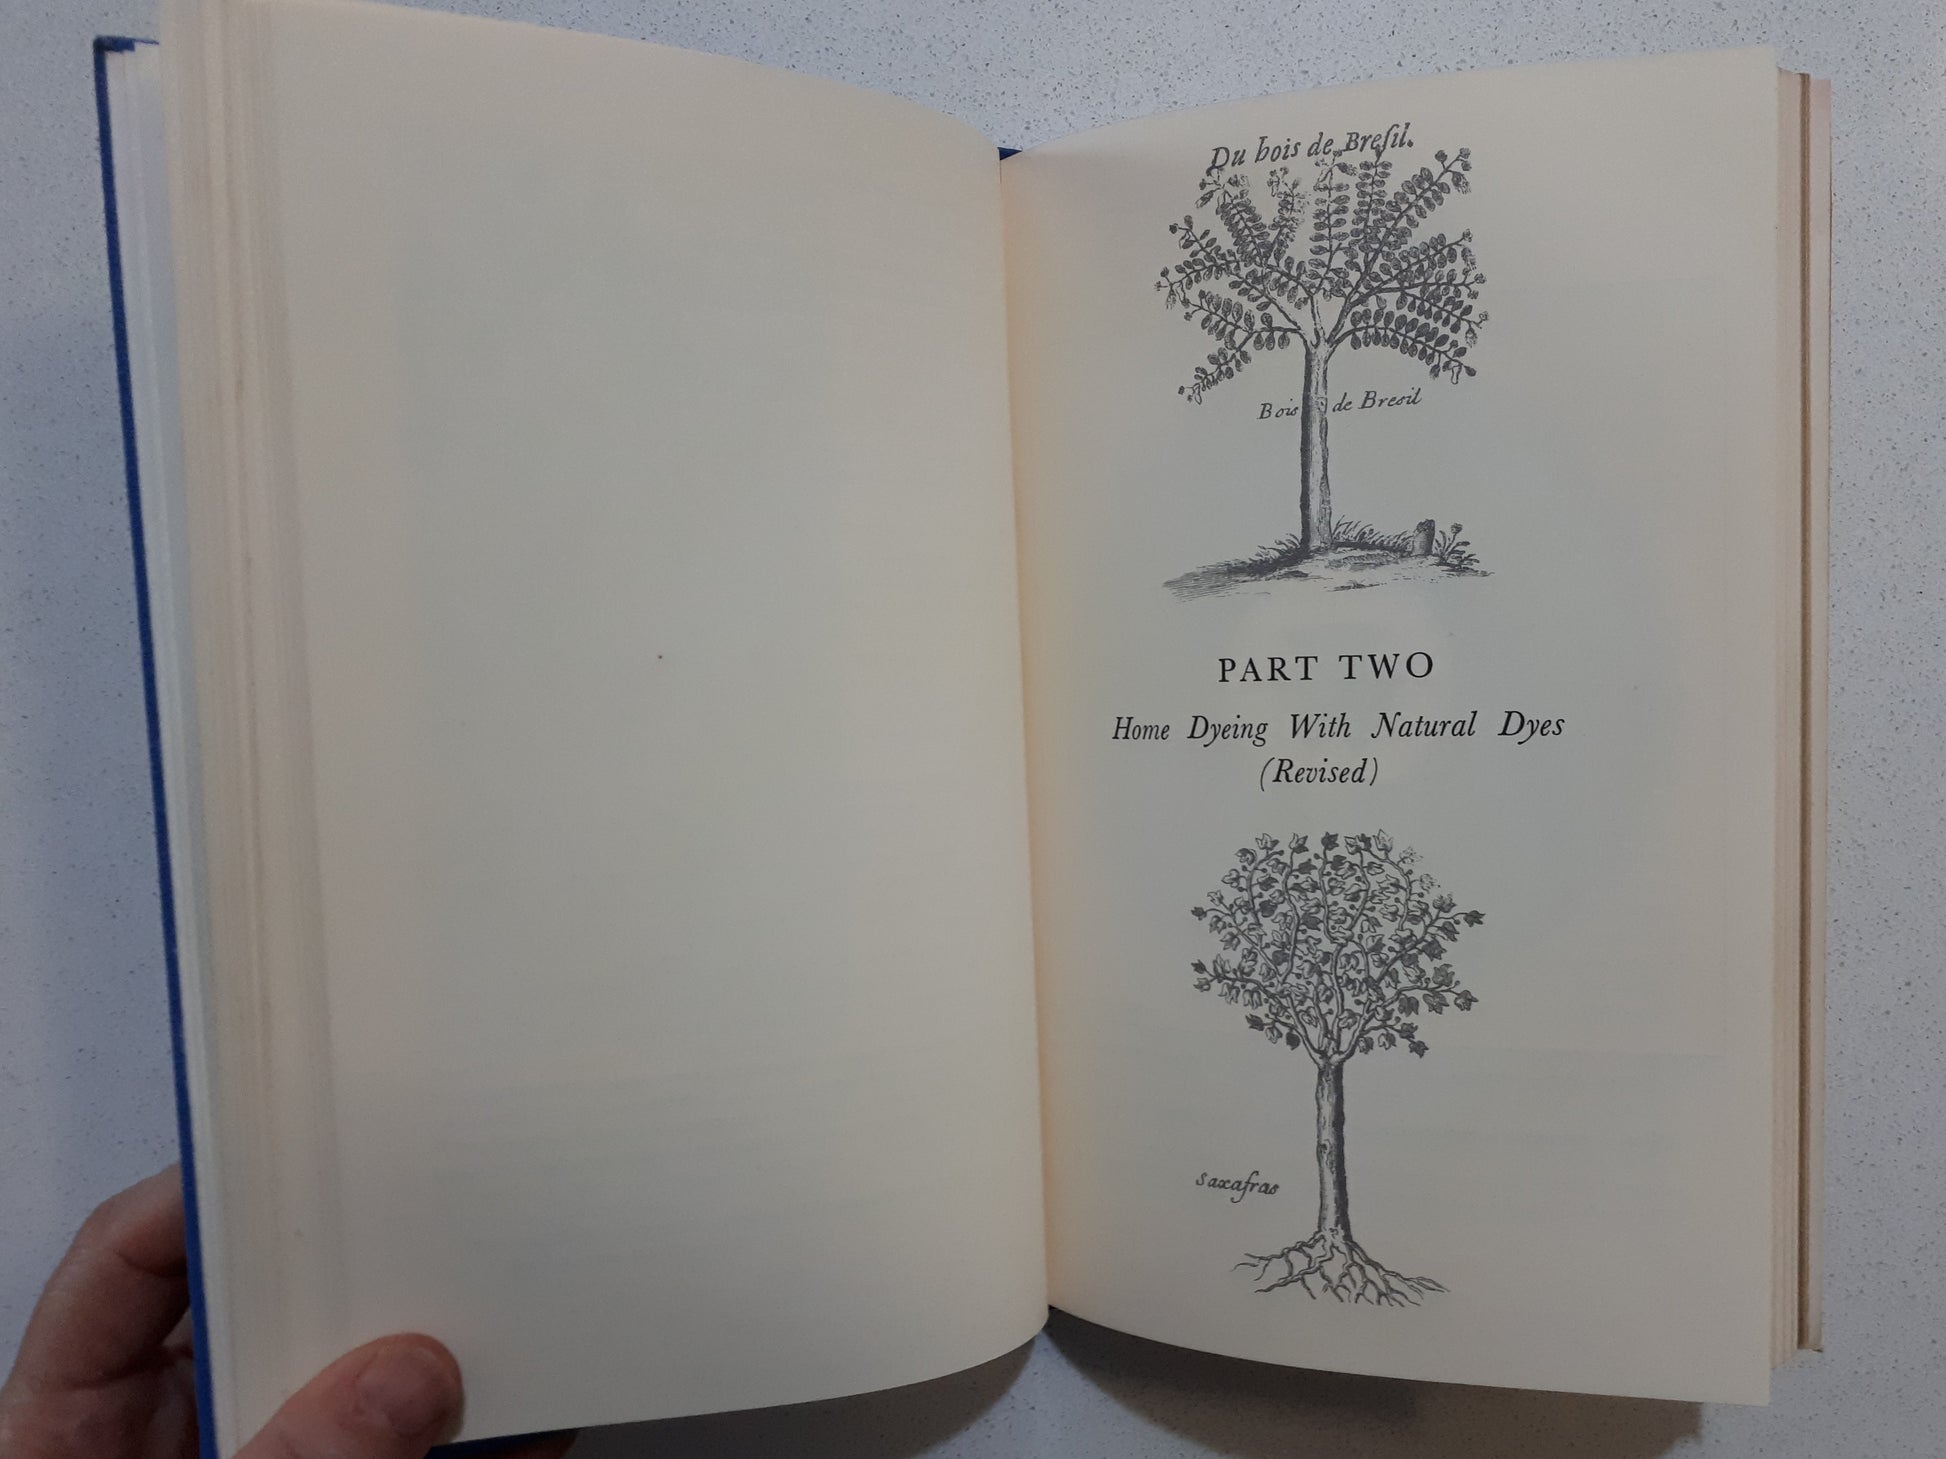 Du bois de Breſil.
Bois de Bresil
PART TWO
Home Dyeing With Natural Dyes
(Revised)
saxafras